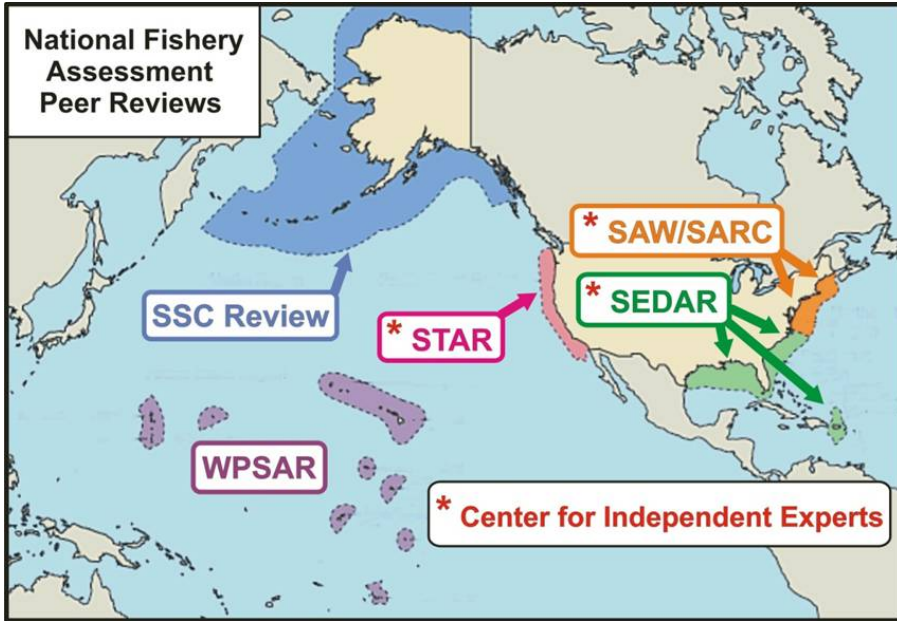 National Fishery
Assessment
Peer Reviews
* SAW/SARC
* SEDAR
SSC Review
* STAR
WPSAR
* Center for Independent Experts